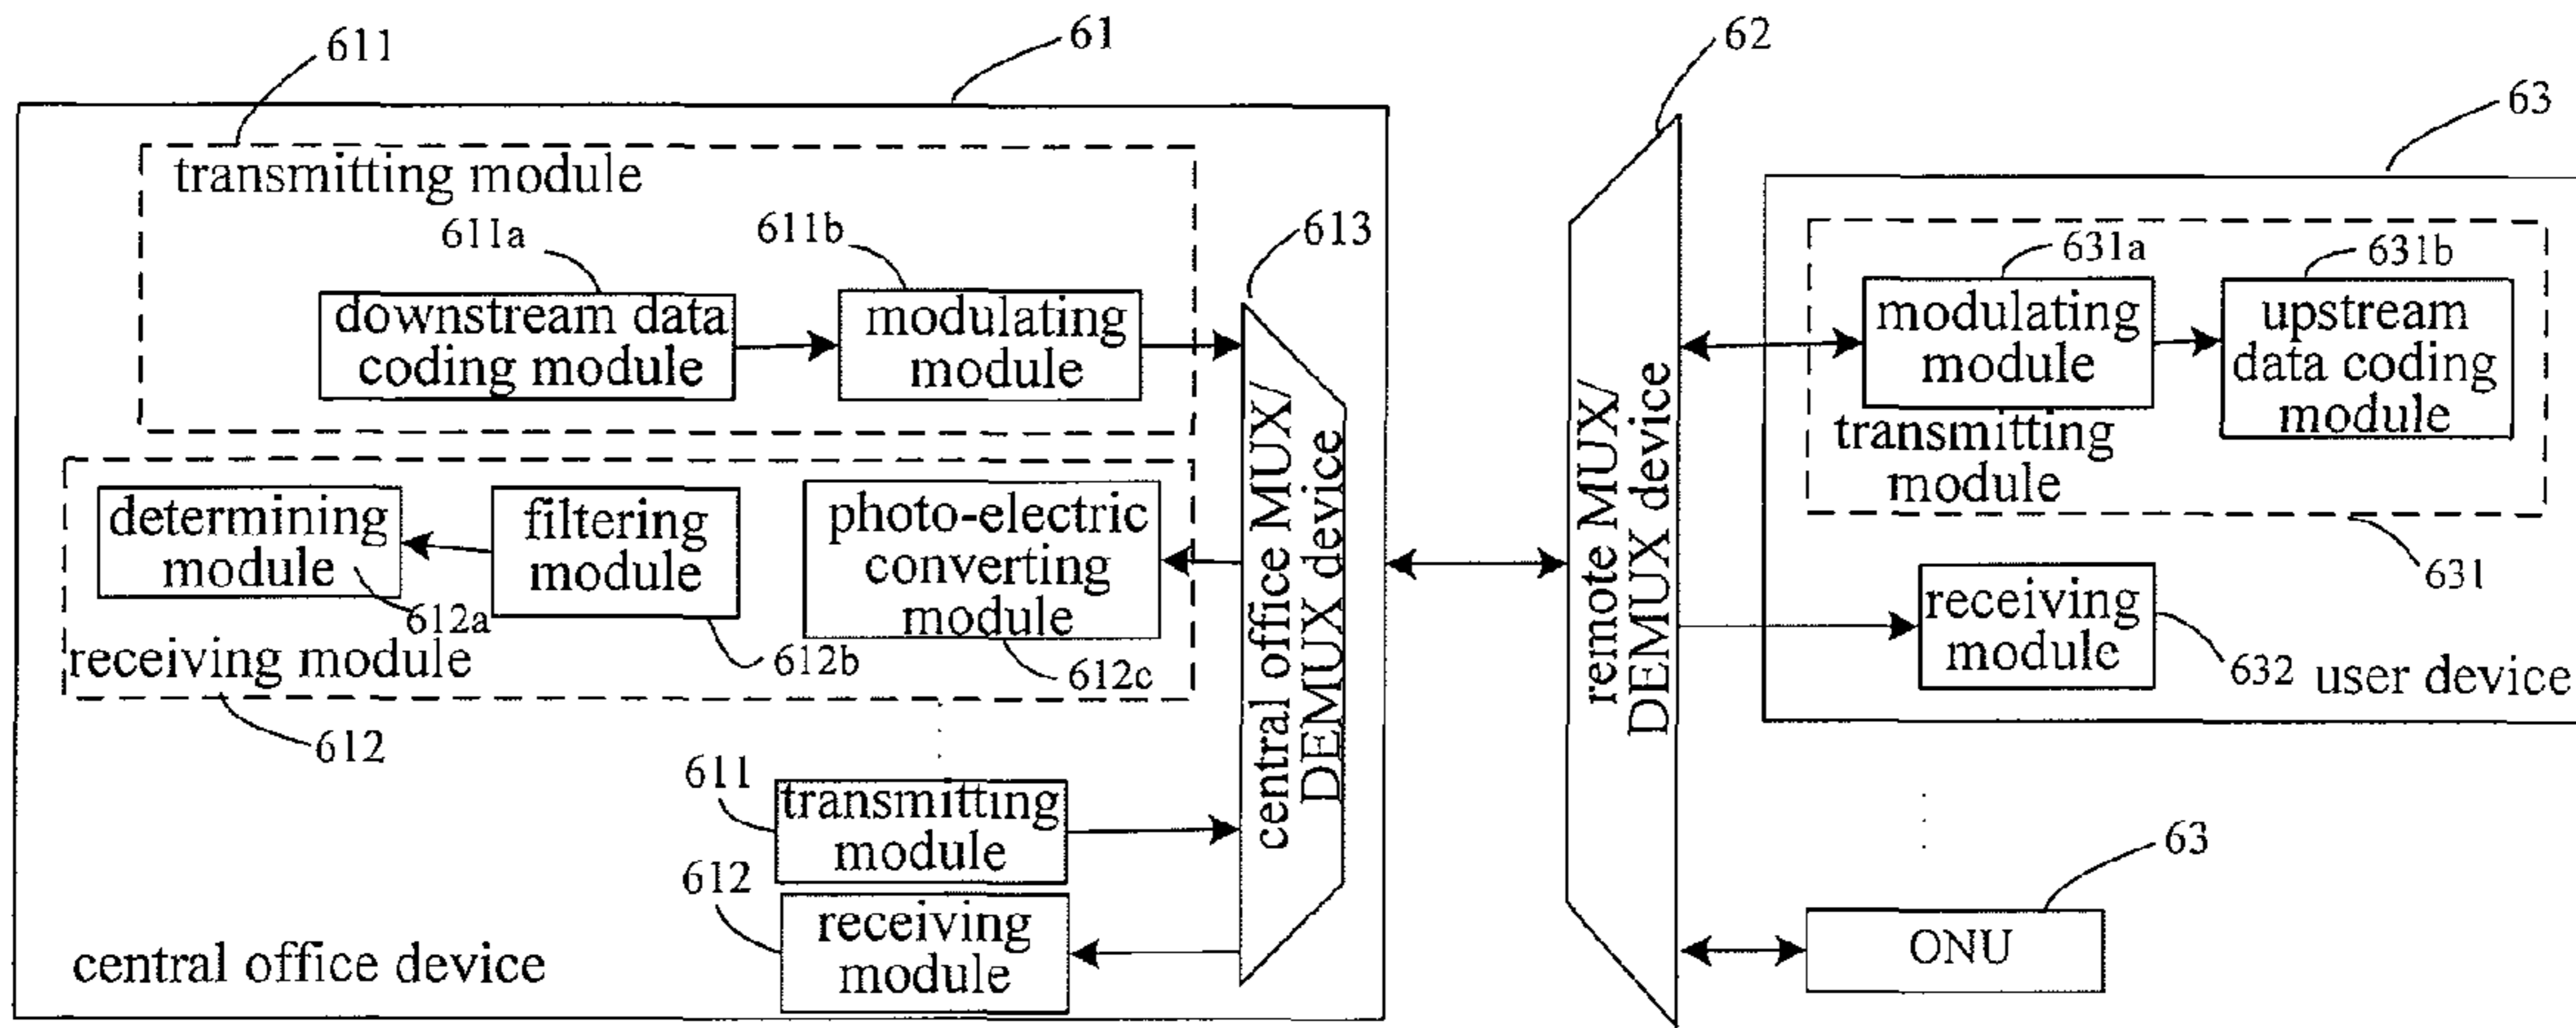 611
61
62
63
transmitting module
611a
611b
613
631a
631b
downstream data
coding module
modulating
module
modulating
module
upstream
data coding
module
transmitting
module
central office MUX/
DEMUX device
remote MUX/
DEMUX device
determining
module
filtering
module
photo-electric
converting
module
612a
612b
612c
receiving module
612
631
receiving
module
632
user device
611
transmitting
module
612
receiving
module
63
ONU
central office device